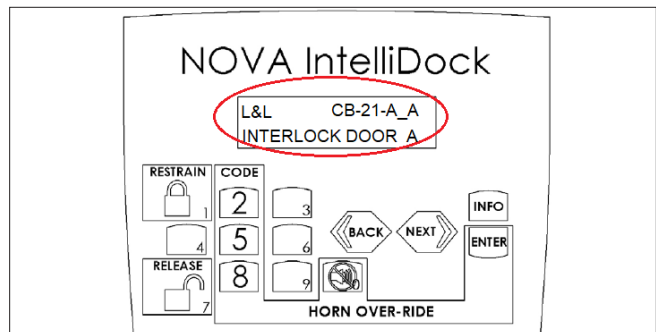 NOVA IntelliDock
L&L CB-21-A_A
INTERLOCK DOOR A
RESTRAIN
1
CODE
2
3
4
5
6
BACK
NEXT
INFO
ENTER
RELEASE
7
8
9
0
HORN OVER-RIDE